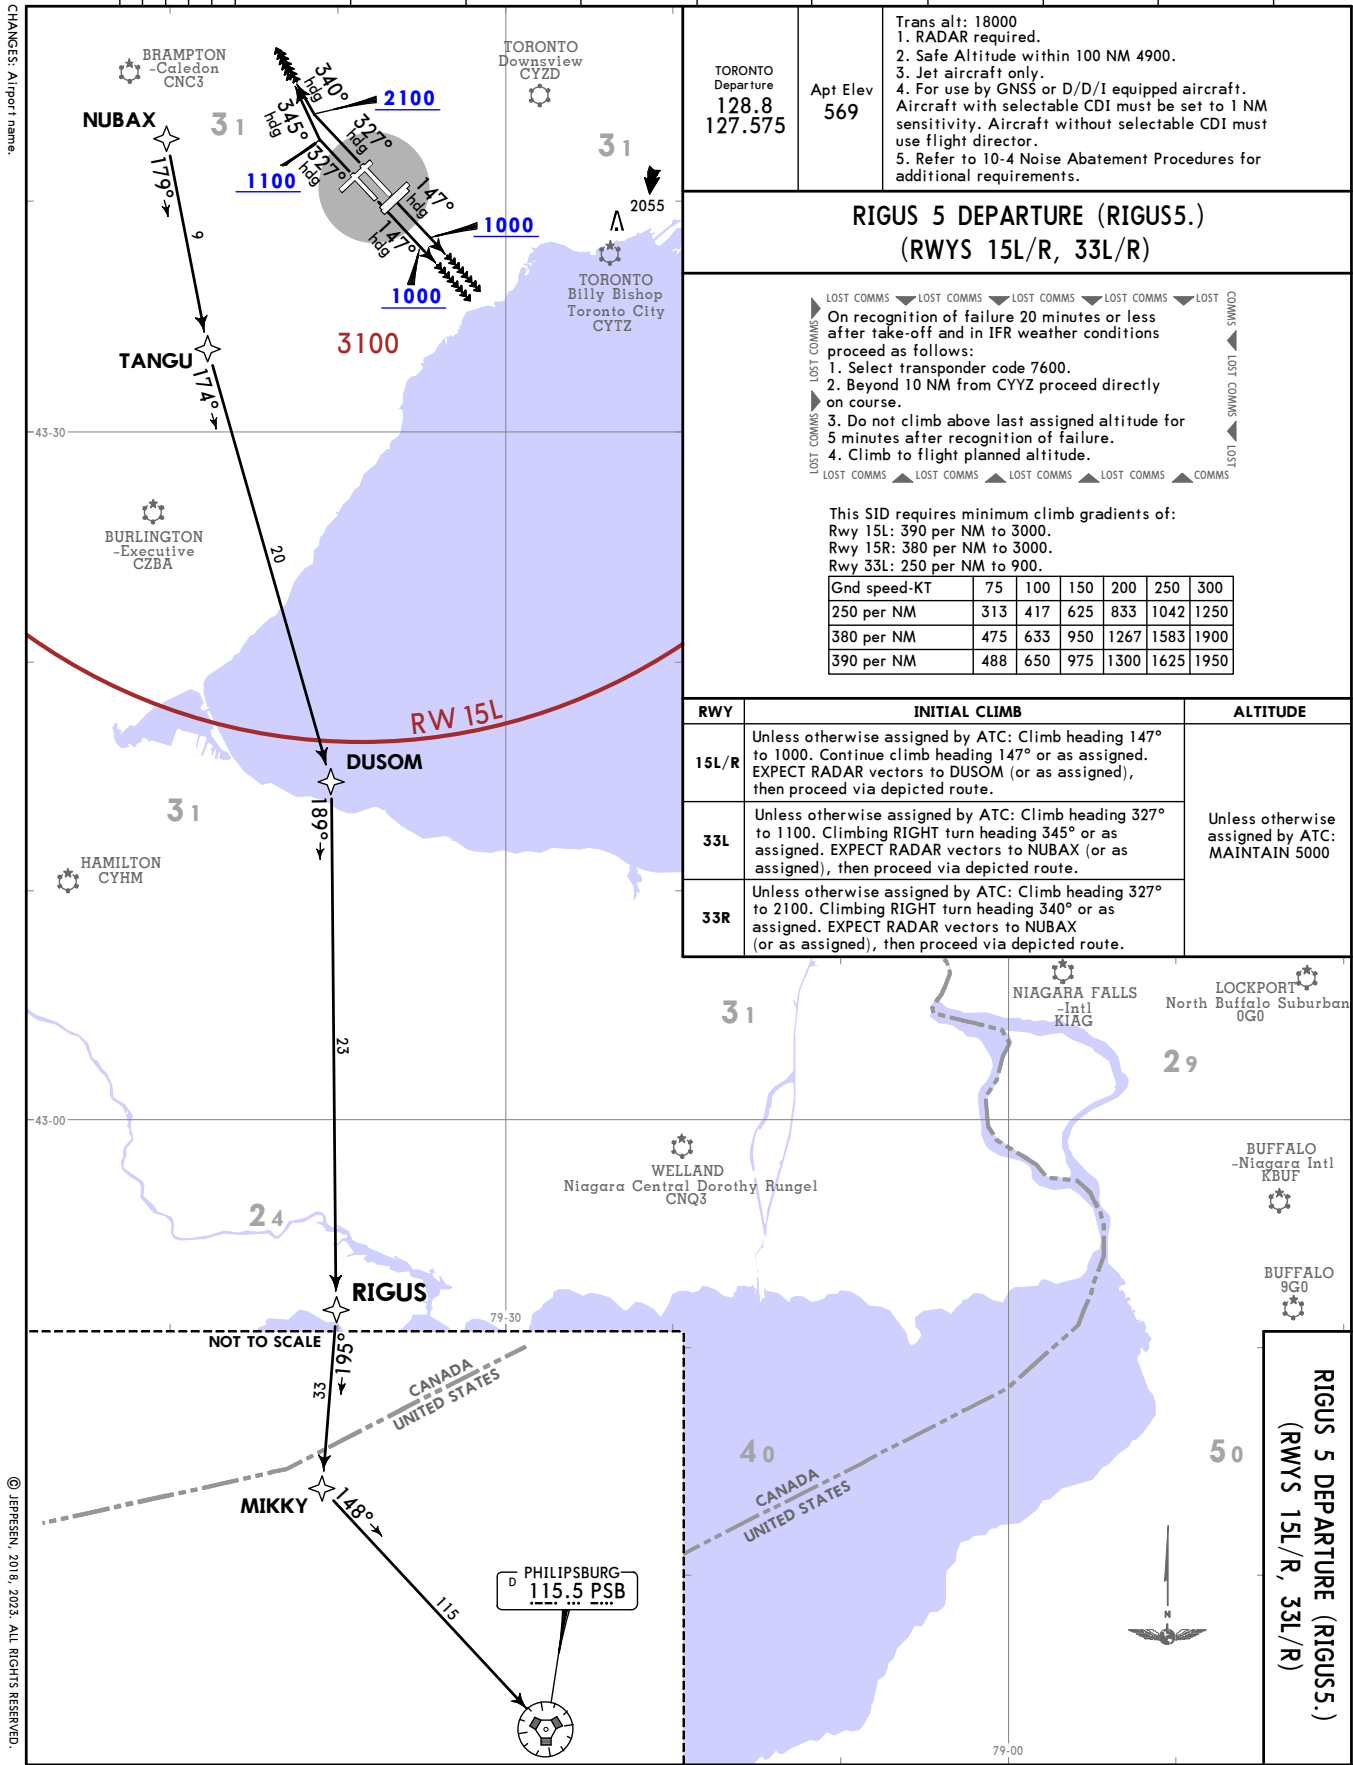 CHANGES: Airport name.
TORONTO
Departure
128.8
127.575
Apt Elev
569
Trans alt: 18000
1. RADAR required.
2. Safe Altitude within 100 NM 4900.
3. Jet aircraft only.
4. For use by GNSS or D/D/I equipped aircraft.
Aircraft with selectable CDI must be set to 1 NM
sensitivity. Aircraft without selectable CDI must
use flight director.
5. Refer to 10-4 Noise Abatement Procedures for
additional requirements.
RIGUS 5 DEPARTURE (RIGUS5.)
(RWYS 15L/R, 33L/R)
LOST COMMS LOST COMMS LOST COMMS LOST COMMS LOST
COMMS LOST COMMS LOST
LOST COMMS LOST COMMS
On recognition of failure 20 minutes or less
after take-off and in IFR weather conditions
proceed as follows:
1. Select transponder code 7600.
2. Beyond 10 NM from CYYZ proceed directly
on course.
3. Do not climb above last assigned altitude for
5 minutes after recognition of failure.
4. Climb to flight planned altitude.
LOST COMMS LOST COMMS LOST COMMS LOST COMMS COMMS
This SID requires minimum climb gradients of:
Rwy 15L: 390 per NM to 3000.
Rwy 15R: 380 per NM to 3000.
Rwy 33L: 250 per NM to 900.
Gnd speed-KT 75 100 150 200 250 300
250 per NM 313 417 625 833 1042 1250
380 per NM 475 633 950 1267 1583 1900
390 per NM 488 650 975 1300 1625 1950
RWY INITIAL CLIMB ALTITUDE
15L/R
Unless otherwise assigned by ATC: Climb heading 147°
to 1000. Continue climb heading 147° or as assigned.
EXPECT RADAR vectors to DUSOM (or as assigned),
then proceed via depicted route.
33L
Unless otherwise assigned by ATC: Climb heading 327°
to 1100. Climbing RIGHT turn heading 345° or as
assigned. EXPECT RADAR vectors to NUBAX (or as
assigned), then proceed via depicted route.
33R
Unless otherwise assigned by ATC: Climb heading 327°
to 2100. Climbing RIGHT turn heading 340° or as
assigned. EXPECT RADAR vectors to NUBAX
(or as assigned), then proceed via depicted route.
Unless otherwise
assigned by ATC:
MAINTAIN 5000
BRAMPTON
-Caledon
CNC3
TORONTO
Downsview
CYZD
NUBAX
31
340°
hdg
2100
345°
hdg
327°
hdg
327°
hdg
1100
147°
hdg
1000
147°
hdg
1000
31
2055
TORONTO
Billy Bishop
Toronto City
CYTZ
179°
9
TANGU
3100
174°
43-30
BURLINGTON
-Executive
CZBA
20
RW 15L
DUSOM
31
189°
HAMILTON
CYHM
23
31
NIAGARA FALLS
-Intl
KIAG
LOCKPORT
North Buffalo Suburban
0G0
29
43-00
WELLAND
Niagara Central Dorothy Rungel
CNQ3
BUFFALO
-Niagara Intl
KBUF
24
BUFFALO
9G0
RIGUS
79-30
NOT TO SCALE
195°
33
CANADA
UNITED STATES
MIKKY
148°
115
PHILIPSBURG
D 115.5 PSB
40
50
CANADA
UNITED STATES
N
79-00
RIGUS 5 DEPARTURE (RIGUS5.)
(RWYS 15L/R, 33L/R)
© JEPPESEN, 2018, 2023. ALL RIGHTS RESERVED.